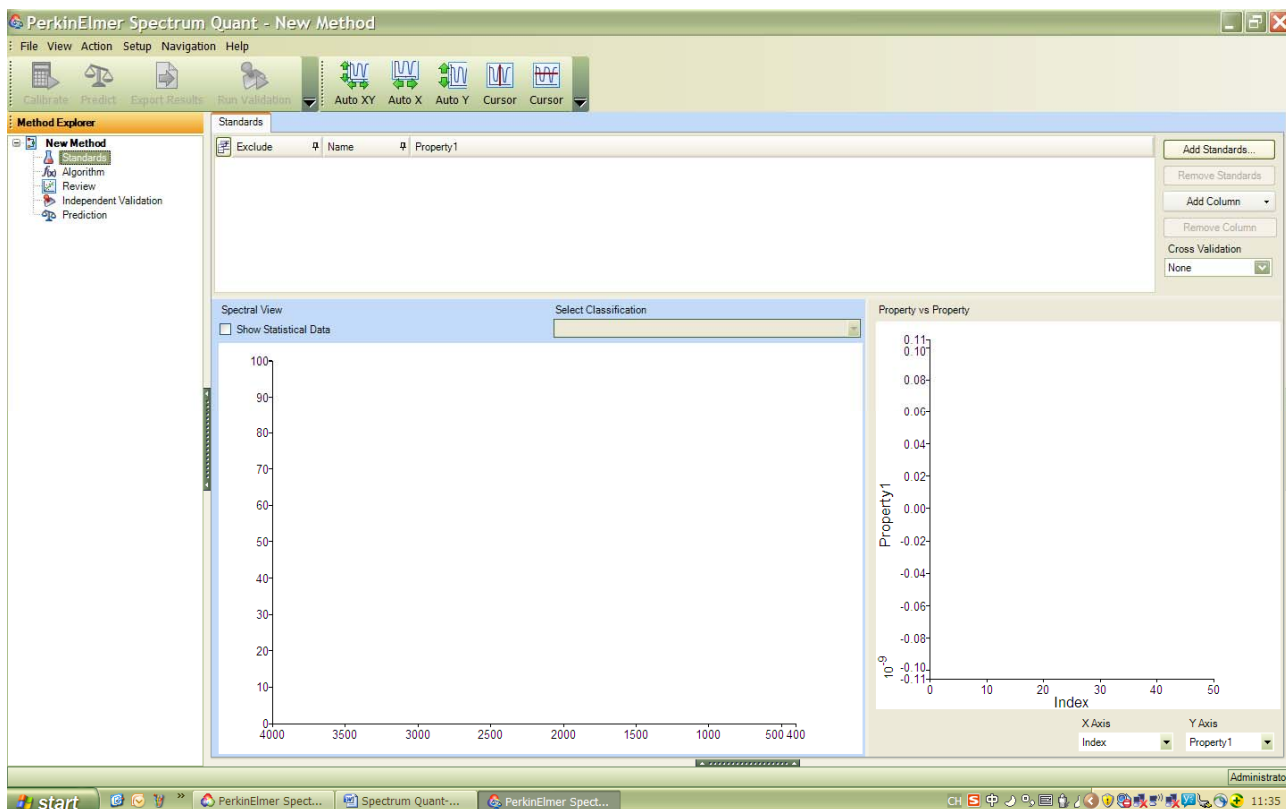 PerkinElmer Spectrum Quant - New Method
File View Action Setup Navigation Help
Calibrate Predict Export Results Run Validation Auto XY Auto X Auto Y Cursor Cursor
Method Explorer
Standards
New Method
Standards
Algorithm
Review
Independent Validation
Prediction
Exclude Name Property1
Add Standards...
Remove Standards
Add Column
Remove Column
Cross Validation
None
Spectral View
Select Classification
Show Statistical Data
100
90
80
70
60
50
40
30
20
10
0
4000 3500 3000 2500 2000 1500 1000 500 400
Property vs Property
0.11
0.10
0.08
0.06
0.04
0.02
0.00
-0.02
-0.04
-0.06
-0.08
-0.10
-0.11
Property1
10-9
0 10 20 30 40 50
Index
X Axis Y Axis
Index Property1
Administrato
start PerkinElmer Spect... Spectrum Quant-... PerkinElmer Spect... CH 中 11:35